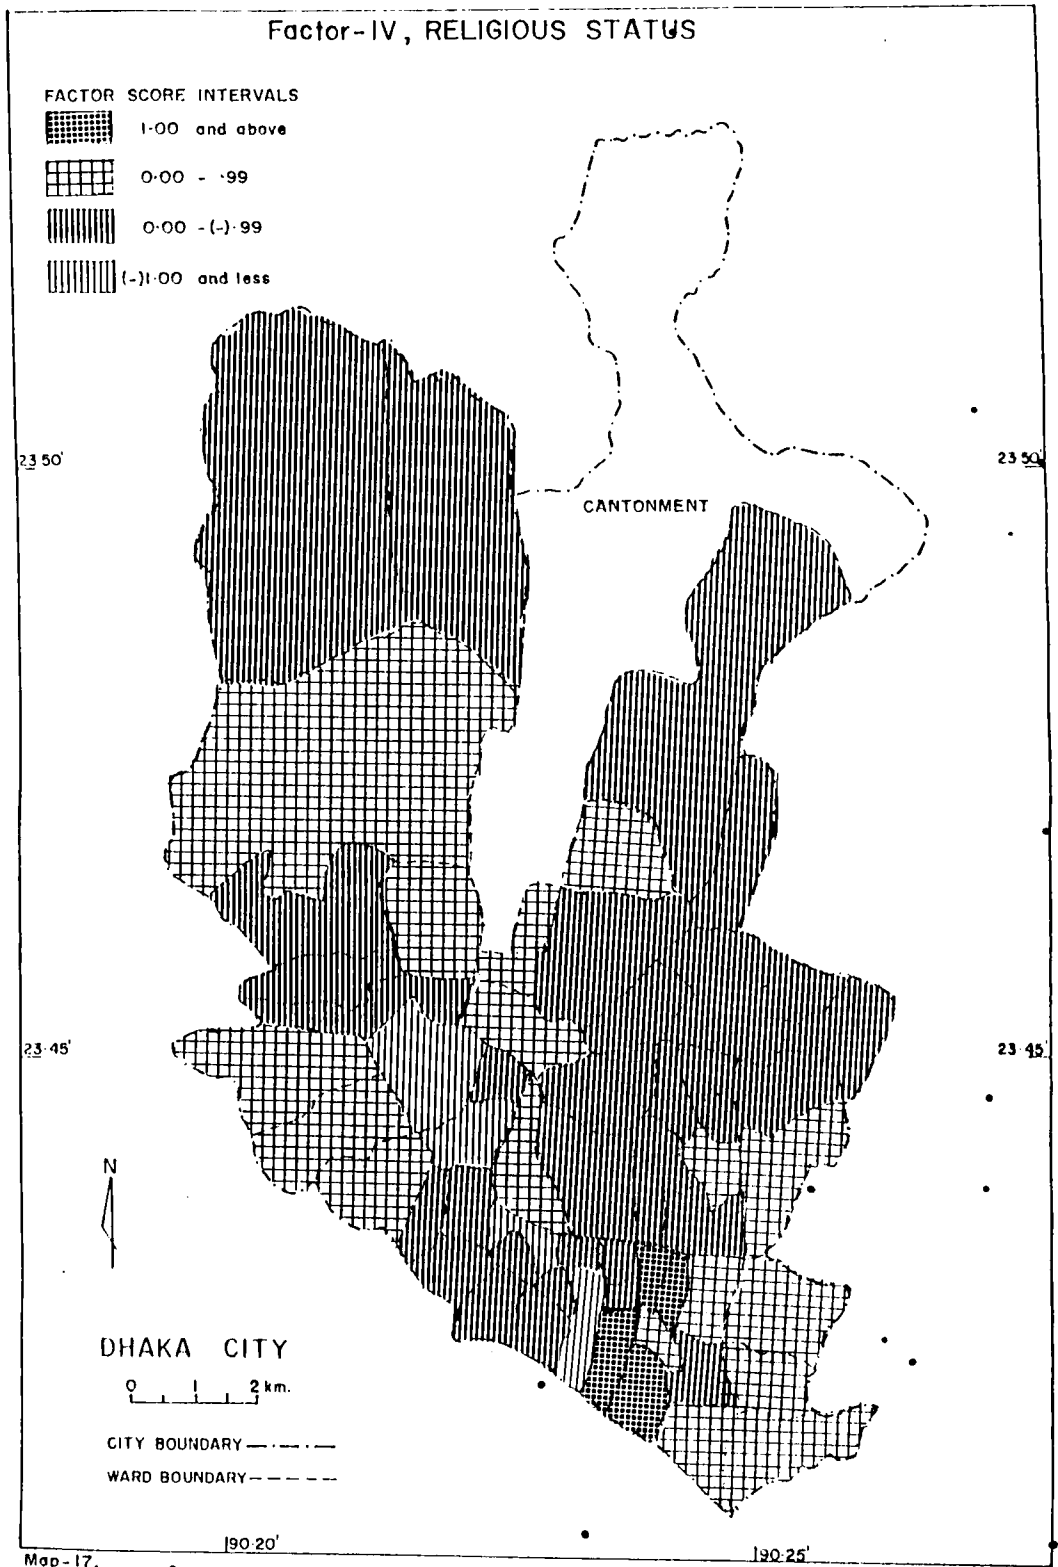 Factor-IV, RELIGIOUS STATUS
FACTOR SCORE INTERVALS
1·00 and above
0·00 - ·99
0·00 -(-)·99
(-)1·00 and less
23 50'
23 50'
CANTONMENT
23·45'
23·45'
N
DHAKA CITY
0 1 2 km.
CITY BOUNDARY
WARD BOUNDARY
90·20'
90·25'
Map-17.